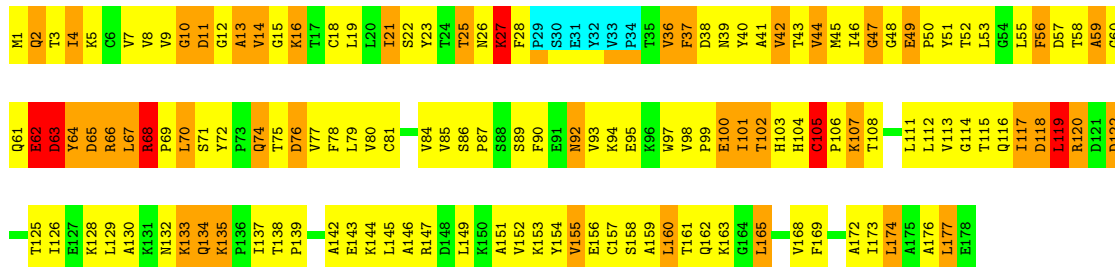 M1 Q2 T3 I4 K5 C6 V7 V8 V9 G10 D11 G12 A13 V14 G15 K16 T17 C18 L19 L20 I21 S22 Y23 T24 T25 N26 K27 F28 P29 S30 E31 Y32 V33 P34 T35 V36 F37 D38 N39 Y40 A41 V42 T43 V44 M45 I46 G47 G48 E49 P50 Y51 T52 L53 G54 L55 F56 D57 T58 A59 G60
Q61 E62 D63 Y64 D65 R66 L67 R68 P69 L70 S71 Y72 P73 Q74 T75 D76 V77 F78 L79 V80 C81 V84 V85 S86 P87 S88 S89 F90 E91 N92 V93 K94 E95 K96 W97 V98 P99 E100 I101 T102 H103 H104 C105 P106 K107 T108 L111 L112 V113 G114 T115 Q116 I117 D118 L119 R120 D121 D122
T125 I126 E127 K128 L129 A130 K131 N132 K133 Q134 K135 P136 I137 T138 P139 A142 E143 K144 L145 A146 R147 D148 L149 K150 A151 V152 K153 Y154 V155 E156 C157 S158 A159 L160 T161 Q162 K163 G164 L165 V168 F169 A172 I173 L174 A175 A176 L177 E178